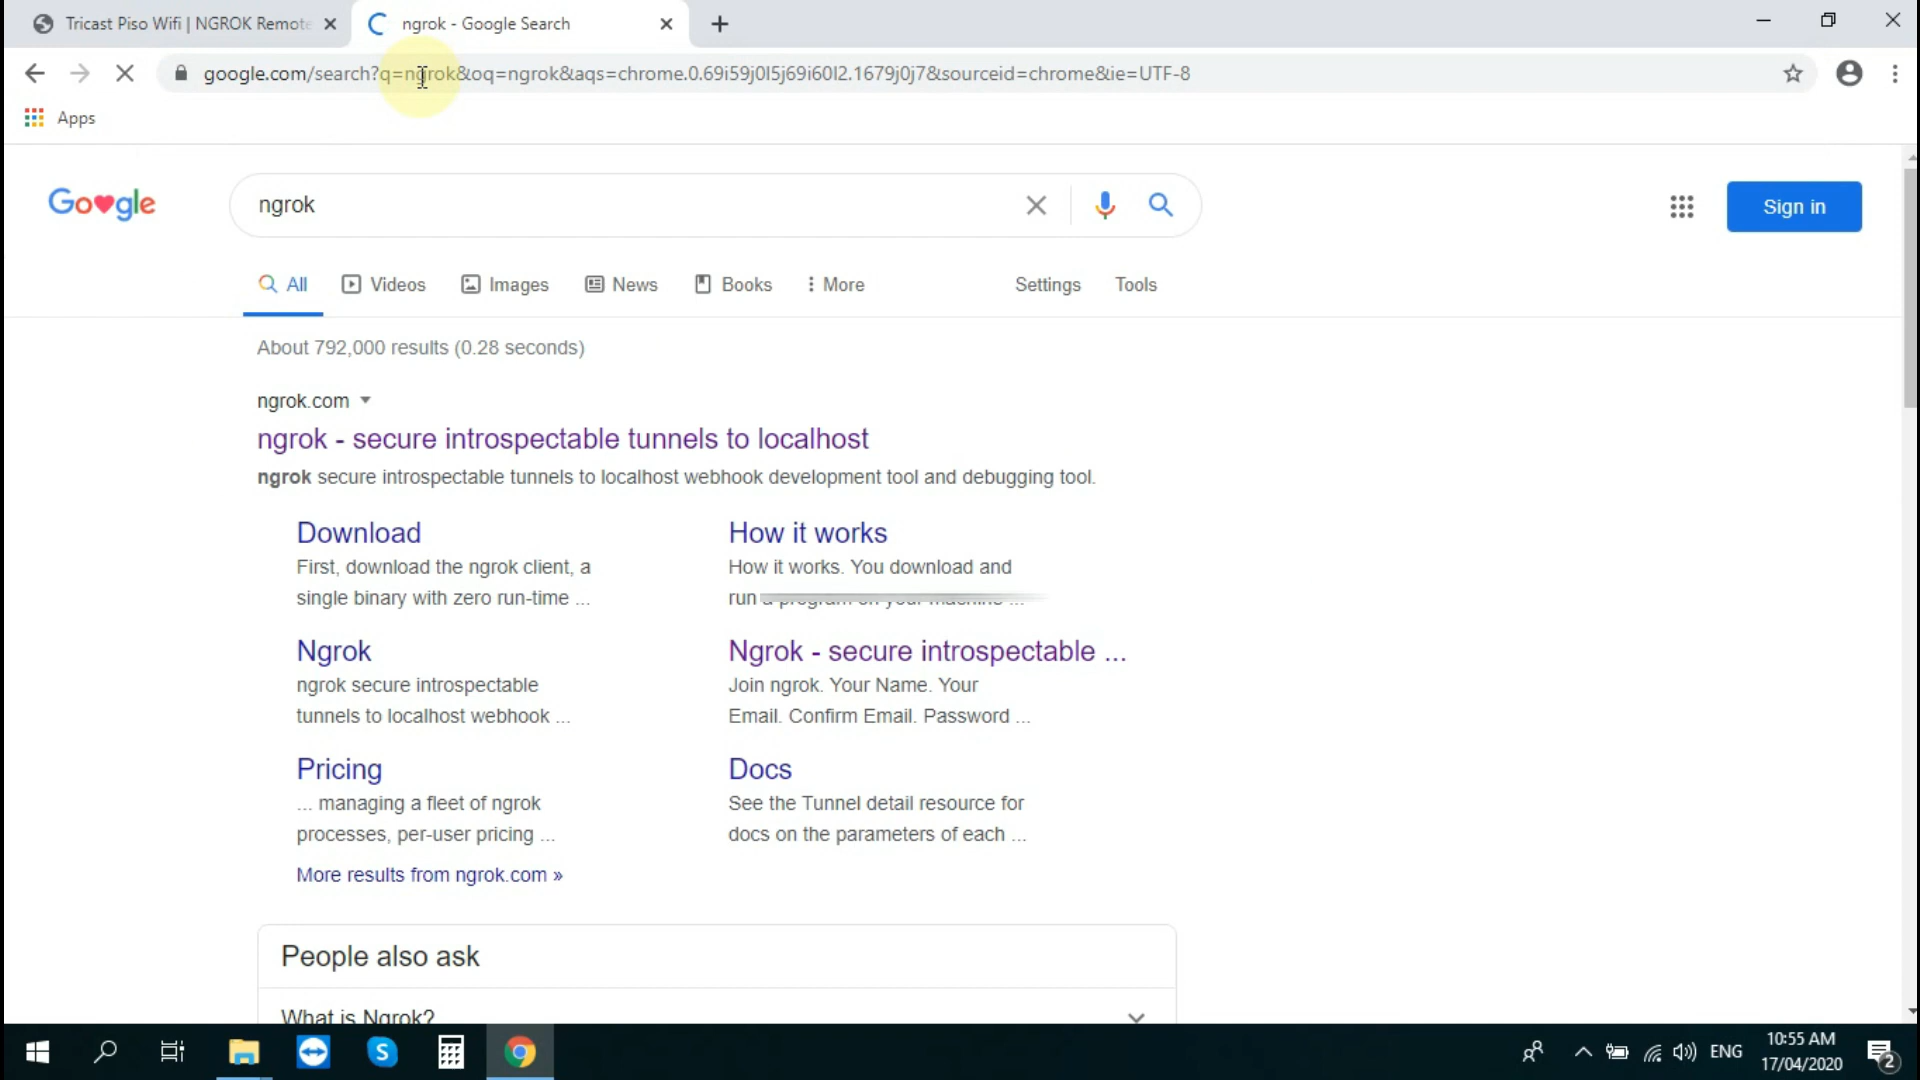 Tricast Piso Wifi | NGROK Remote
ngrok - Google Search
google.com/search?q=ngrok&oq=ngrok&aqs=chrome.0.69i59j0l5j69i60l2.1679j0j7&sourceid=chrome&ie=UTF-8
Apps
Google
ngrok
Sign in
All
Videos
Images
News
Books
More
Settings
Tools
About 792,000 results (0.28 seconds)
ngrok.com
ngrok - secure introspectable tunnels to localhost
ngrok secure introspectable tunnels to localhost webhook development tool and debugging tool.
Download
First, download the ngrok client, a
single binary with zero run-time ...
How it works
How it works. You download and
run a program on your machine ...
Ngrok
ngrok secure introspectable
tunnels to localhost webhook ...
Ngrok - secure introspectable ...
Join ngrok. Your Name. Your
Email. Confirm Email. Password ...
Pricing
... managing a fleet of ngrok
processes, per-user pricing ...
Docs
See the Tunnel detail resource for
docs on the parameters of each ...
More results from ngrok.com »
People also ask
What is Ngrok?
ENG
10:55 AM
17/04/2020
2